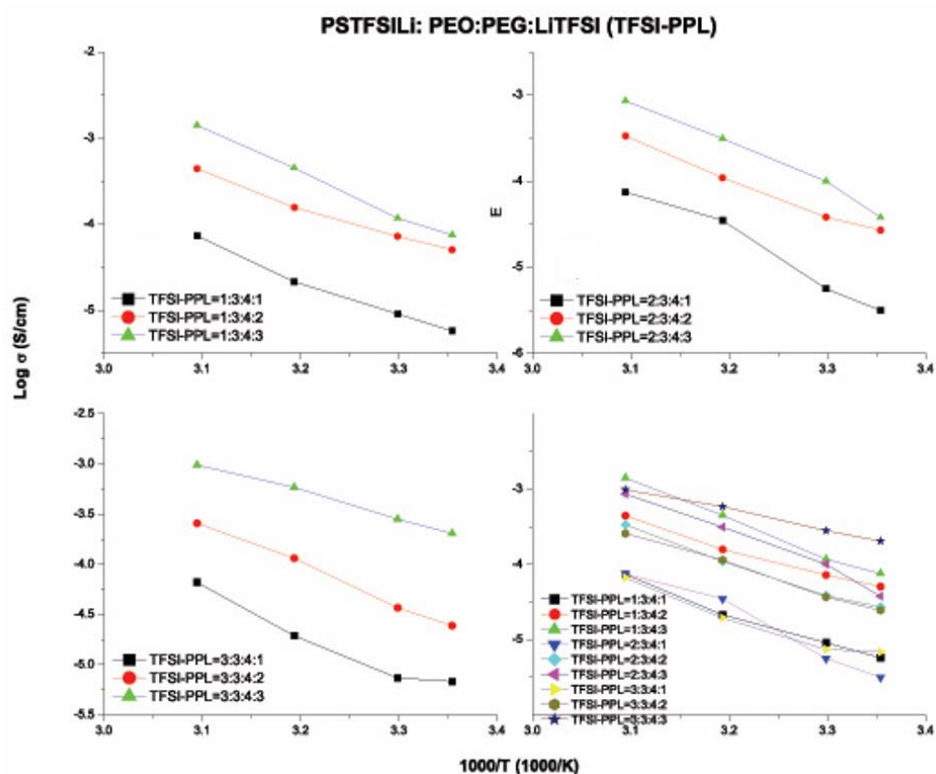 PSTFSILi: PEO:PEG:LiTFSI (TFSI-PPL)
-2
-3
-4
-5
3.0
3.1
3.2
3.3
3.4
TFSI-PPL=1:3:4:1
TFSI-PPL=1:3:4:2
TFSI-PPL=1:3:4:3
E
-3
-4
-5
-6
3.0
3.1
3.2
3.3
3.4
TFSI-PPL=2:3:4:1
TFSI-PPL=2:3:4:2
TFSI-PPL=2:3:4:3
Log σ (S/cm)
-2.5
-3.0
-3.5
-4.0
-4.5
-5.0
-5.5
3.0
3.1
3.2
3.3
3.4
TFSI-PPL=3:3:4:1
TFSI-PPL=3:3:4:2
TFSI-PPL=3:3:4:3
-3
-4
-5
3.0
3.1
3.2
3.3
3.4
TFSI-PPL=1:3:4:1
TFSI-PPL=1:3:4:2
TFSI-PPL=1:3:4:3
TFSI-PPL=2:3:4:1
TFSI-PPL=2:3:4:2
TFSI-PPL=2:3:4:3
TFSI-PPL=3:3:4:1
TFSI-PPL=3:3:4:2
TFSI-PPL=3:3:4:3
1000/T (1000/K)